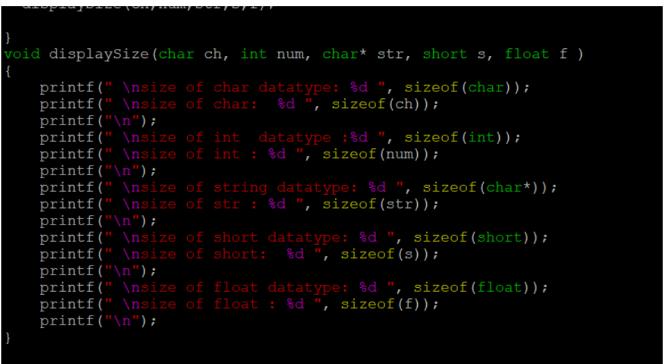 displaySize(ch,num,str,s,f);
}
void displaySize(char ch, int num, char* str, short s, float f )
{
    printf(" \nsize of char datatype: %d ", sizeof(char));
    printf(" \nsize of char:  %d ", sizeof(ch));
    printf("\n");
    printf(" \nsize of int  datatype :%d ", sizeof(int));
    printf(" \nsize of int : %d ", sizeof(num));
    printf("\n");
    printf(" \nsize of string datatype: %d ", sizeof(char*));
    printf(" \nsize of str : %d ", sizeof(str));
    printf("\n");
    printf(" \nsize of short datatype: %d ", sizeof(short));
    printf(" \nsize of short:  %d ", sizeof(s));
    printf("\n");
    printf(" \nsize of float datatype: %d ", sizeof(float));
    printf(" \nsize of float : %d ", sizeof(f));
    printf("\n");
}